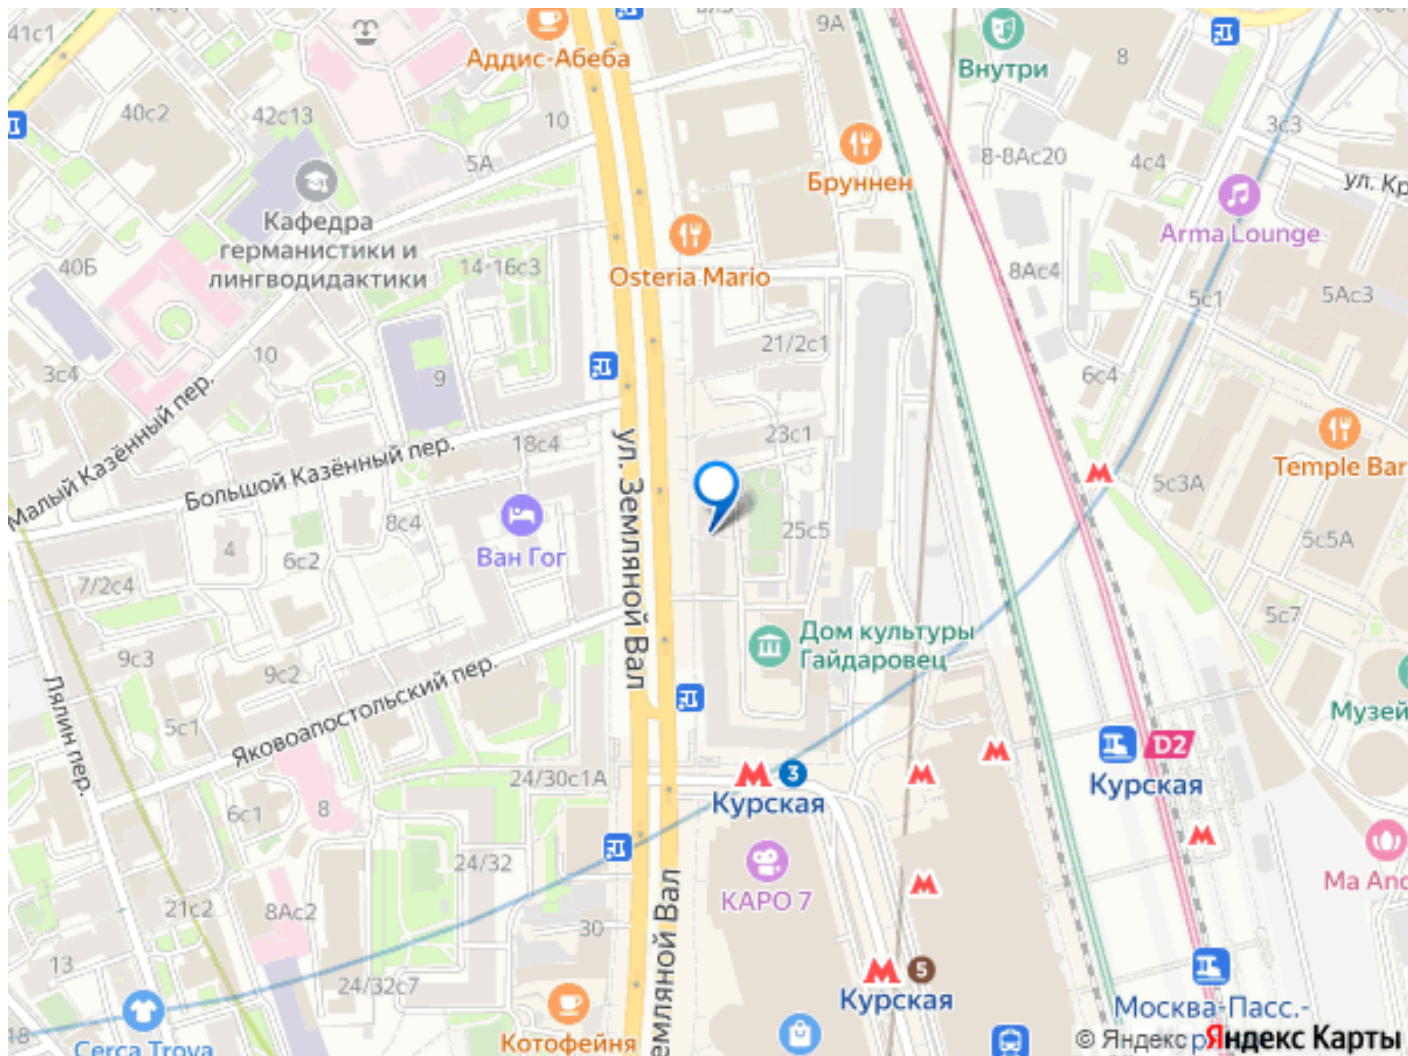 41с1
Аддис-Абеба
9А
Внутри
8
40с2
42с13
10
5А
Бруннен
8-8Ас20
3с3
4с4
ул. Кр
Кафедра
германистики и
лингводидактики
40Б
14-16с3
Osteria Mario
Arma Lounge
8Ас4
5с1
5Ас3
10
3с4
9
21/2с1
6с4
Малый Казённый пер.
Большой Казённый пер.
18с4
ул. Земляной Вал
23с1
Temple Bar
5с3А
8с4
4
6с2
Ван Гог
25с5
5с5А
7/2с4
5с7
Дом культуры
Гайдаровец
9с3
9с2
Лялин пер.
Яковоапостольский пер.
5с1
Музей
D2
Курская
24/30с1А
3
Курская
6с1
8
24/32
КАРО 7
Ma And
21с2
8Ас2
Земляной Вал
30
13
24/32с7
5
Курская
Москва-Пасс.-
18
Cerca Trova
Котофейня
© Яндекс
Яндекс Карты